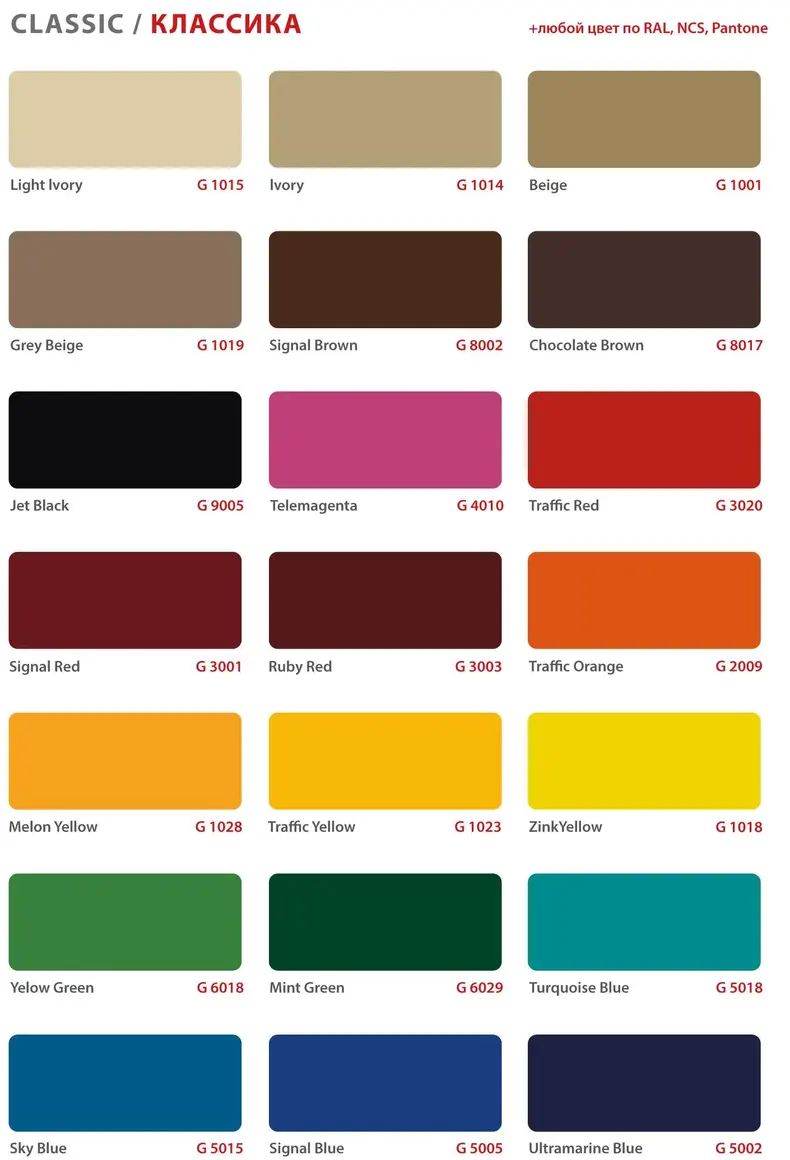 CLASSIC / КЛАССИКА
+любой цвет по RAL, NCS, Pantone
Light Ivory G 1015
Ivory G 1014
Beige G 1001
Grey Beige G 1019
Signal Brown G 8002
Chocolate Brown G 8017
Jet Black G 9005
Telemagenta G 4010
Traffic Red G 3020
Signal Red G 3001
Ruby Red G 3003
Traffic Orange G 2009
Melon Yellow G 1028
Traffic Yellow G 1023
ZinkYellow G 1018
Yelow Green G 6018
Mint Green G 6029
Turquoise Blue G 5018
Sky Blue G 5015
Signal Blue G 5005
Ultramarine Blue G 5002